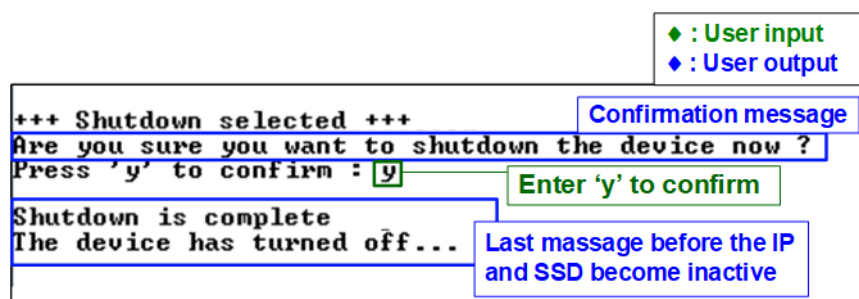 ♦ : User input
♦ : User output
+++ Shutdown selected +++
Confirmation message
Are you sure you want to shutdown the device now ?
Press 'y' to confirm : y
Enter ‘y’ to confirm
Shutdown is complete
The device has turned off...
Last massage before the IP
and SSD become inactive